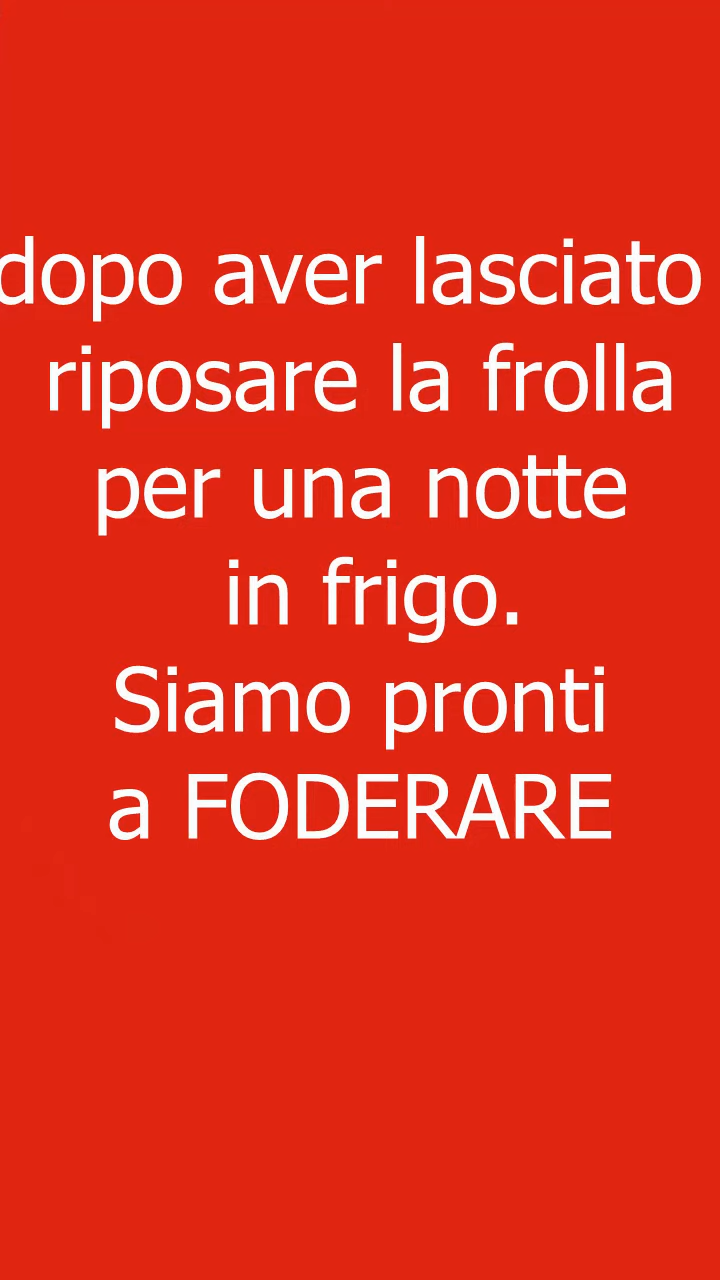 dopo aver lasciato
riposare la frolla
per una notte
in frigo.
Siamo pronti
a FODERARE